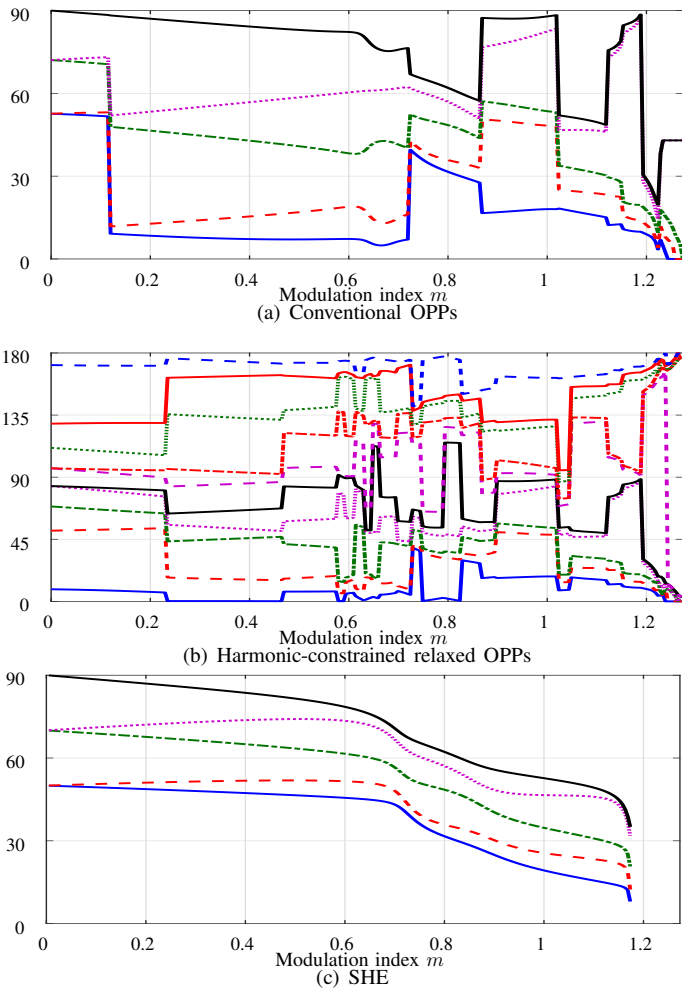 90
60
30
0
0 0.2 0.4 0.6 0.8 1 1.2
Modulation index m
(a) Conventional OPPs
180
135
90
45
0
0 0.2 0.4 0.6 0.8 1 1.2
Modulation index m
(b) Harmonic-constrained relaxed OPPs
90
60
30
0
0 0.2 0.4 0.6 0.8 1 1.2
Modulation index m
(c) SHE